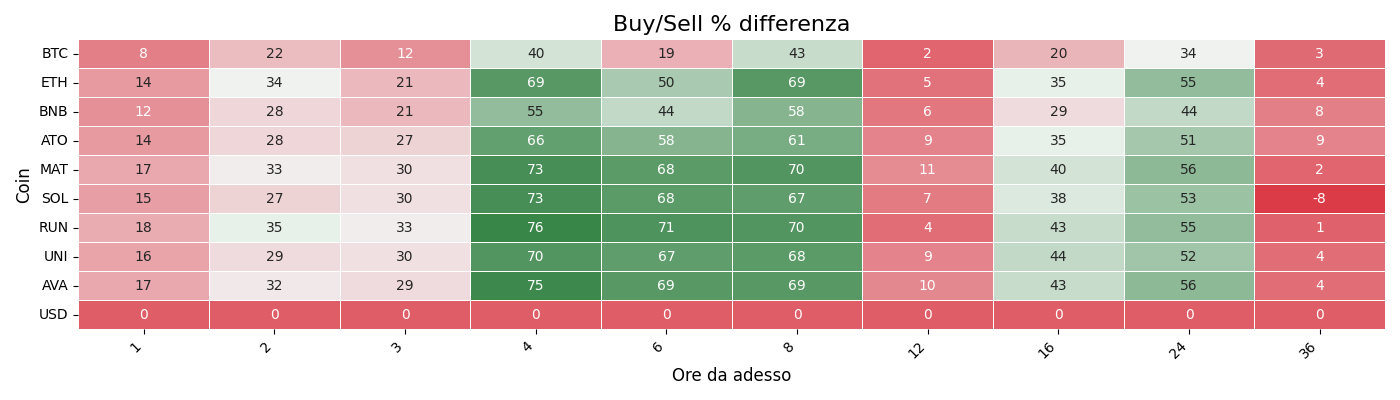 Buy/Sell % differenza
Coin
BTC 8 22 12 40 19 43 2 20 34 3
ETH 14 34 21 69 50 69 5 35 55 4
BNB 12 28 21 55 44 58 6 29 44 8
ATO 14 28 27 66 58 61 9 35 51 9
MAT 17 33 30 73 68 70 11 40 56 2
SOL 15 27 30 73 68 67 7 38 53 -8
RUN 18 35 33 76 71 70 4 43 55 1
UNI 16 29 30 70 67 68 9 44 52 4
AVA 17 32 29 75 69 69 10 43 56 4
USD 0 0 0 0 0 0 0 0 0 0
1 2 3 4 6 8 12 16 24 36
Ore da adesso